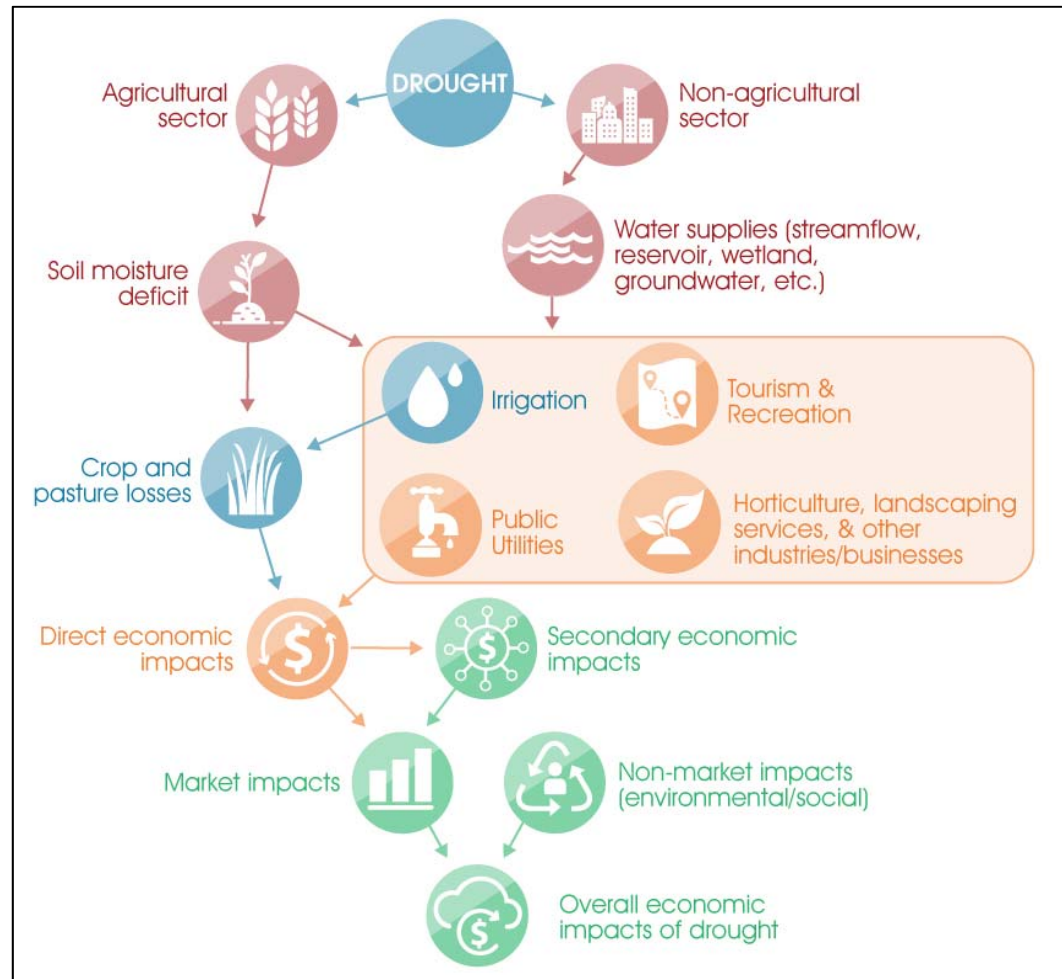 DROUGHT
Agricultural
sector
Non-agricultural
sector
Water supplies (streamflow,
reservoir, wetland,
groundwater, etc.)
Soil moisture
deficit
Irrigation
Tourism &
Recreation
Crop and
pasture losses
Public
Utilities
Horticulture, landscaping
services, & other
industries/businesses
Direct economic
impacts
Secondary economic
impacts
Market impacts
Non-market impacts
(environmental/social)
Overall economic
impacts of drought